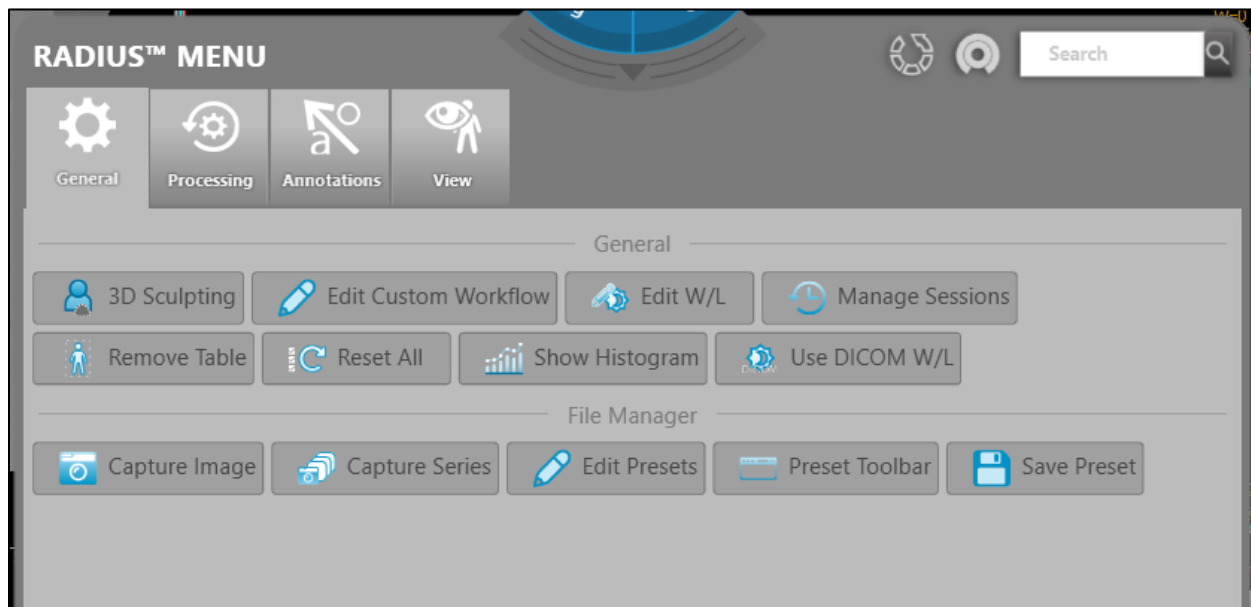 RADIUS™ MENU
Search
General Processing Annotations View
General
3D Sculpting Edit Custom Workflow Edit W/L Manage Sessions
Remove Table Reset All Show Histogram Use DICOM W/L
File Manager
Capture Image Capture Series Edit Presets Preset Toolbar Save Preset